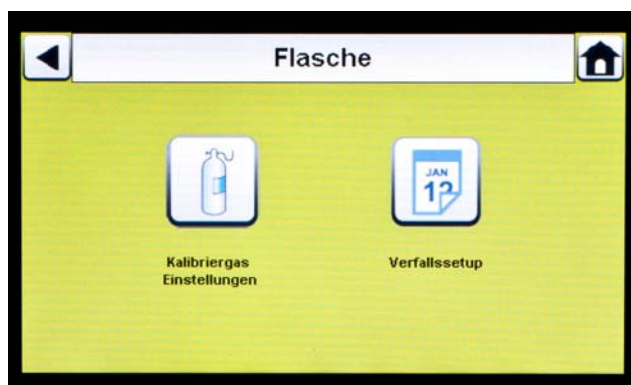 Flasche
JAN
12
Kalibriergas
Einstellungen
Verfallssetup